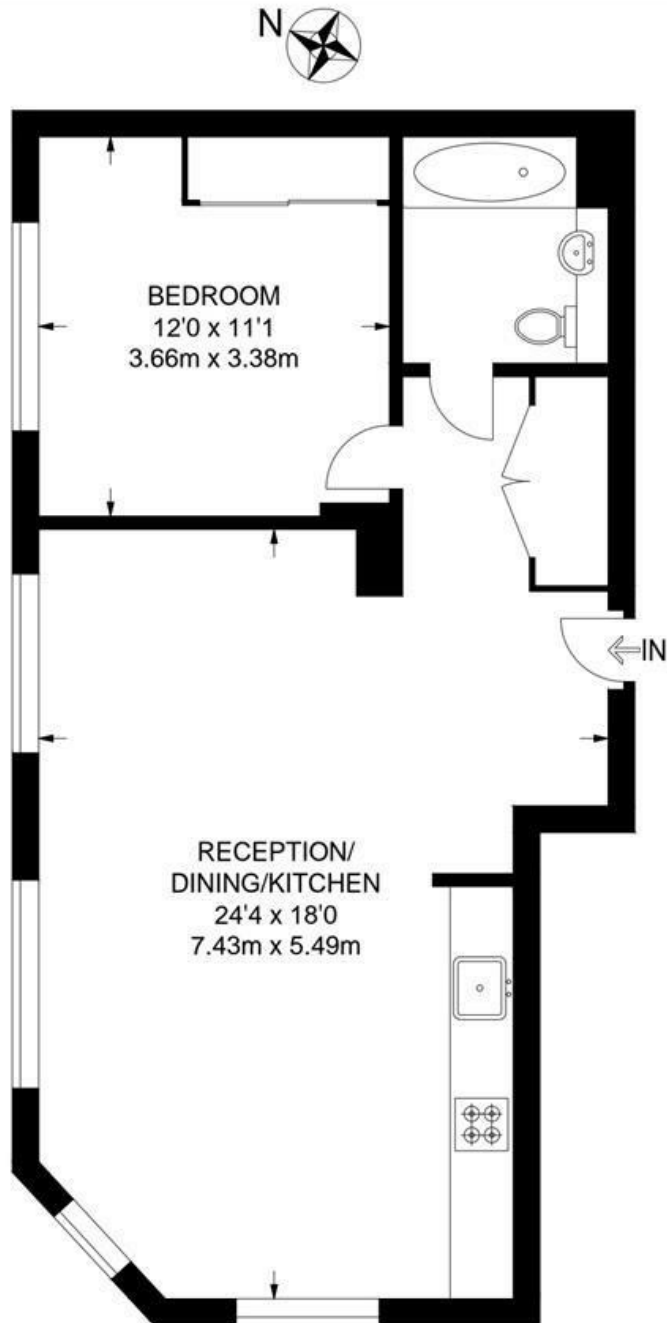 N
BEDROOM
12'0 x 11'1
3.66m x 3.38m
IN
RECEPTION/
DINING/KITCHEN
24'4 x 18'0
7.43m x 5.49m